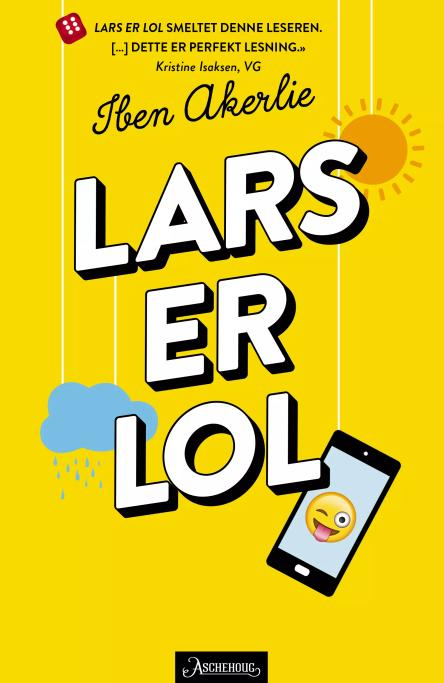 LARS ER LOL SMELTET DENNE LESEREN.
[...] DETTE ER PERFEKT LESNING.»
Kristine Isaksen, VG
Iben Akerlie
LARS
ER
LOL
ASCHEHOUG